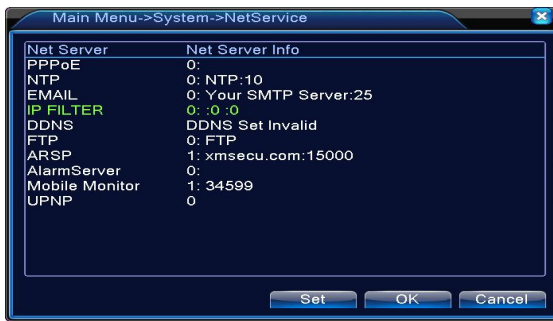 Main Menu->System->NetService
Net Server Net Server Info
PPPoE 0:
NTP 0: NTP:10
EMAIL 0: Your SMTP Server:25
IP FILTER 0: :0 :0
DDNS DDNS Set Invalid
FTP 0: FTP
ARSP 1: xmsecu.com:15000
AlarmServer 0:
Mobile Monitor 1: 34599
UPNP 0
Set OK Cancel